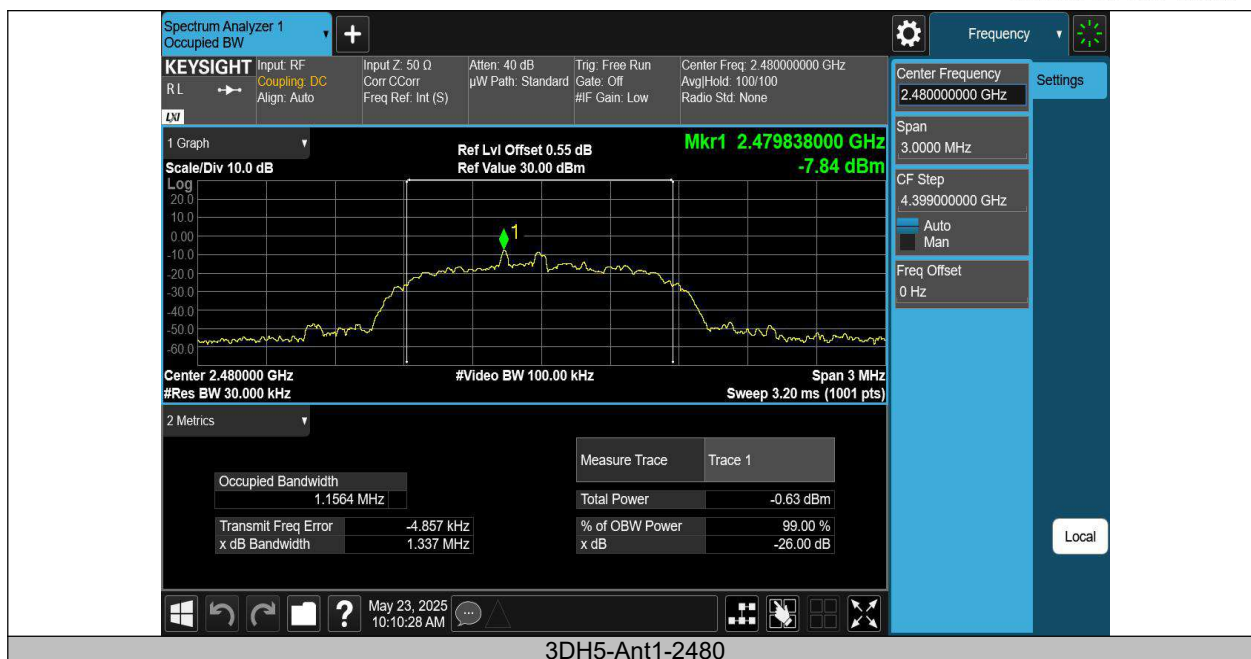 Spectrum Analyzer 1
Occupied BW
Frequency
KEYSIGHT
R L
LXI
Input: RF
Coupling: DC
Align: Auto
Input Z: 50 Ω
Corr CCorr
Freq Ref: Int (S)
Atten: 40 dB
µW Path: Standard
Trig: Free Run
Gate: Off
#IF Gain: Low
Center Freq: 2.480000000 GHz
Avg|Hold: 100/100
Radio Std: None
Center Frequency
2.480000000 GHz
Settings
Span
3.0000 MHz
CF Step
4.399000000 GHz
Auto
Man
Freq Offset
0 Hz
Local
1 Graph
Scale/Div 10.0 dB
Ref Lvl Offset 0.55 dB
Ref Value 30.00 dBm
Mkr1 2.479838000 GHz
-7.84 dBm
Log
20.0
10.0
0.00
-10.0
-20.0
-30.0
-40.0
-50.0
-60.0
1
Center 2.480000 GHz
#Res BW 30.000 kHz
#Video BW 100.00 kHz
Span 3 MHz
Sweep 3.20 ms (1001 pts)
2 Metrics
Measure Trace Trace 1
Occupied Bandwidth
1.1564 MHz
Total Power -0.63 dBm
Transmit Freq Error -4.857 kHz
% of OBW Power 99.00 %
x dB Bandwidth 1.337 MHz
x dB -26.00 dB
?
May 23, 2025
10:10:28 AM
3DH5-Ant1-2480